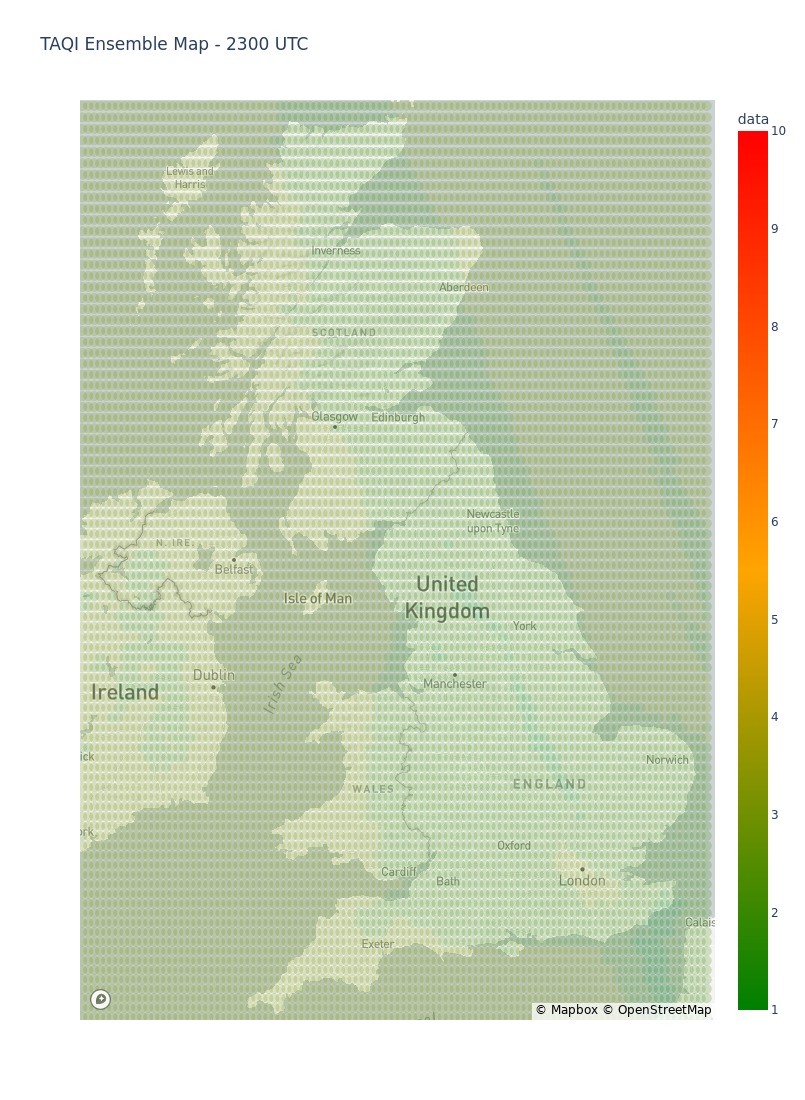 TAQI Ensemble Map - 2300 UTC
data
10
9
8
7
6
5
4
3
2
1
Lewis and
Harris
Inverness
Aberdeen
SCOTLAND
Glasgow
Edinburgh
Newcastle
upon Tyne
N. IRE.
Belfast
Isle of Man
United
Kingdom
York
Irish Sea
Dublin
Manchester
Ireland
ick
Norwich
WALES
ENGLAND
ork
Oxford
Cardiff
Bath
London
Calais
Exeter
© Mapbox © OpenStreetMap